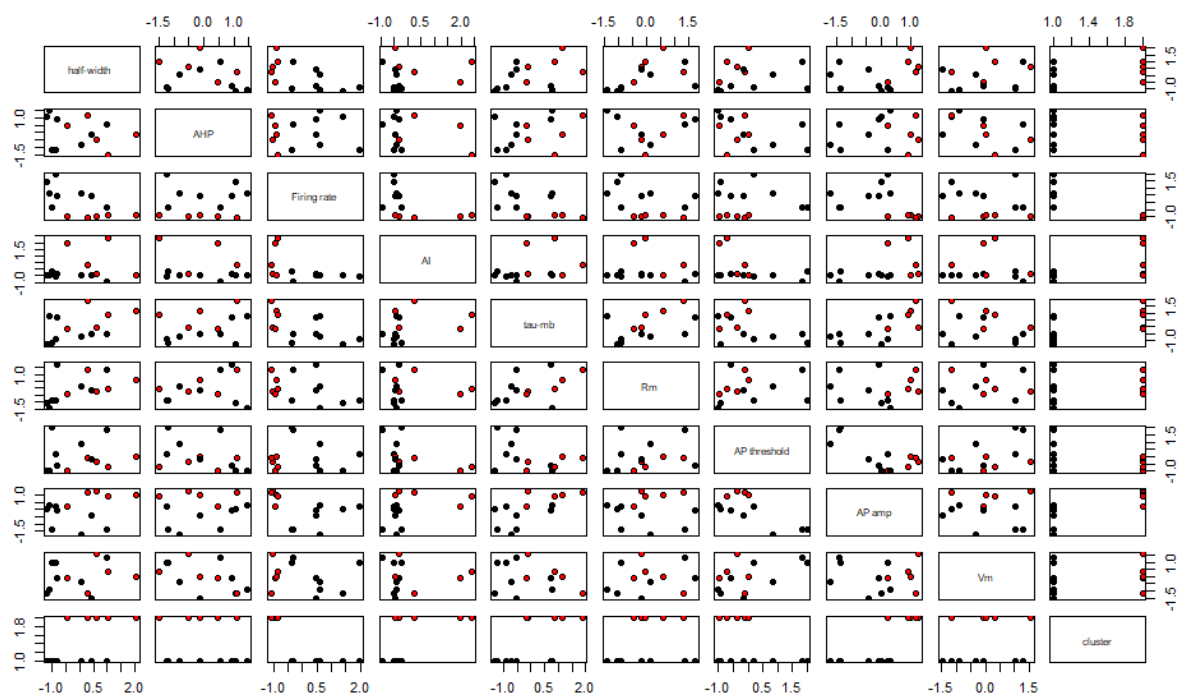 -1.5 0.0 1.0 -1.0 0.5 2.0 -1.5 0.0 1.5 -1.5 0.0 1.0 1.0 1.4 1.8
half-width
-1.0 1.5
-1.5 1.0
AHP
Firing rate
-1.0 1.5
-1.0 1.5
AI
tau-mb
-1.5 1.0
-1.5 1.0
Rm
AP threshold
-1.0 1.5
-1.5 1.0
AP amp
Vm
-1.5 1.0
1.0 1.8
cluster
-1.0 0.5 2.0 -1.0 0.5 2.0 -1.0 0.5 -1.0 0.5 2.0 -1.5 0.0 1.5